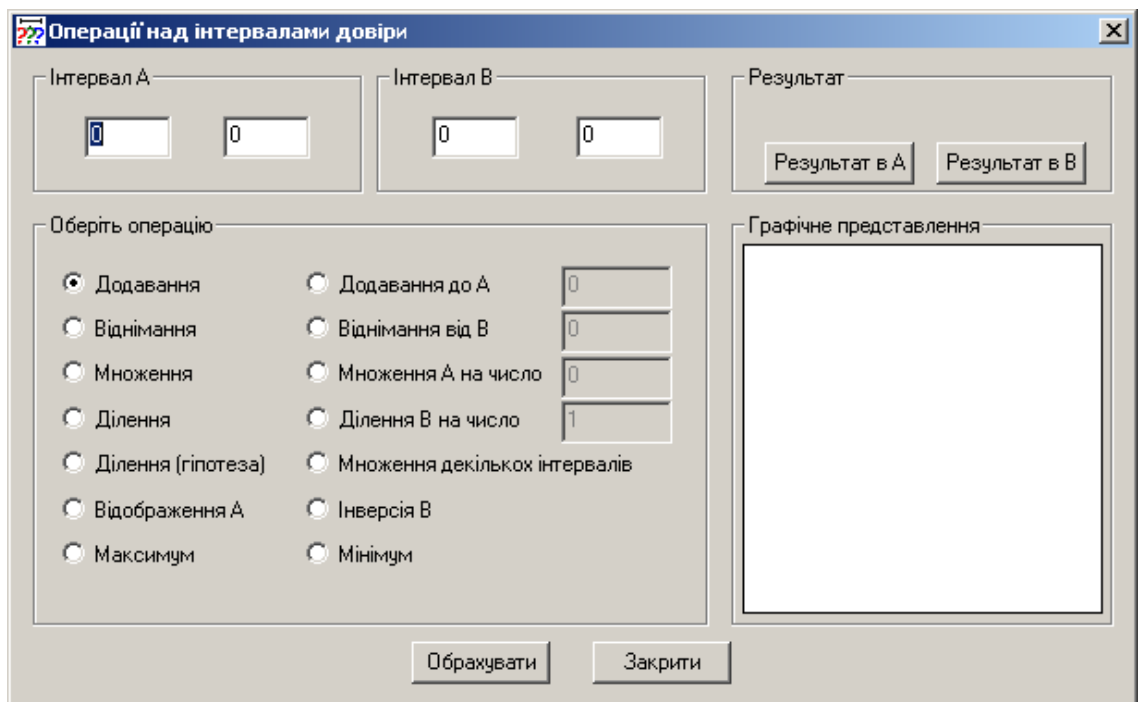 Операції над інтервалами довіри
Інтервал А
Інтервал В
Результат
0
0
0
0
Результат в А
Результат в В
Оберіть операцію
Графічне представлення
Додавання
Додавання до А
0
Віднімання
Віднімання від В
0
Множення
Множення А на число
0
Ділення
Ділення В на число
1
Ділення (гіпотеза)
Множення декількох інтервалів
Відображення А
Інверсія В
Максимум
Мінімум
Обрахувати
Закрити